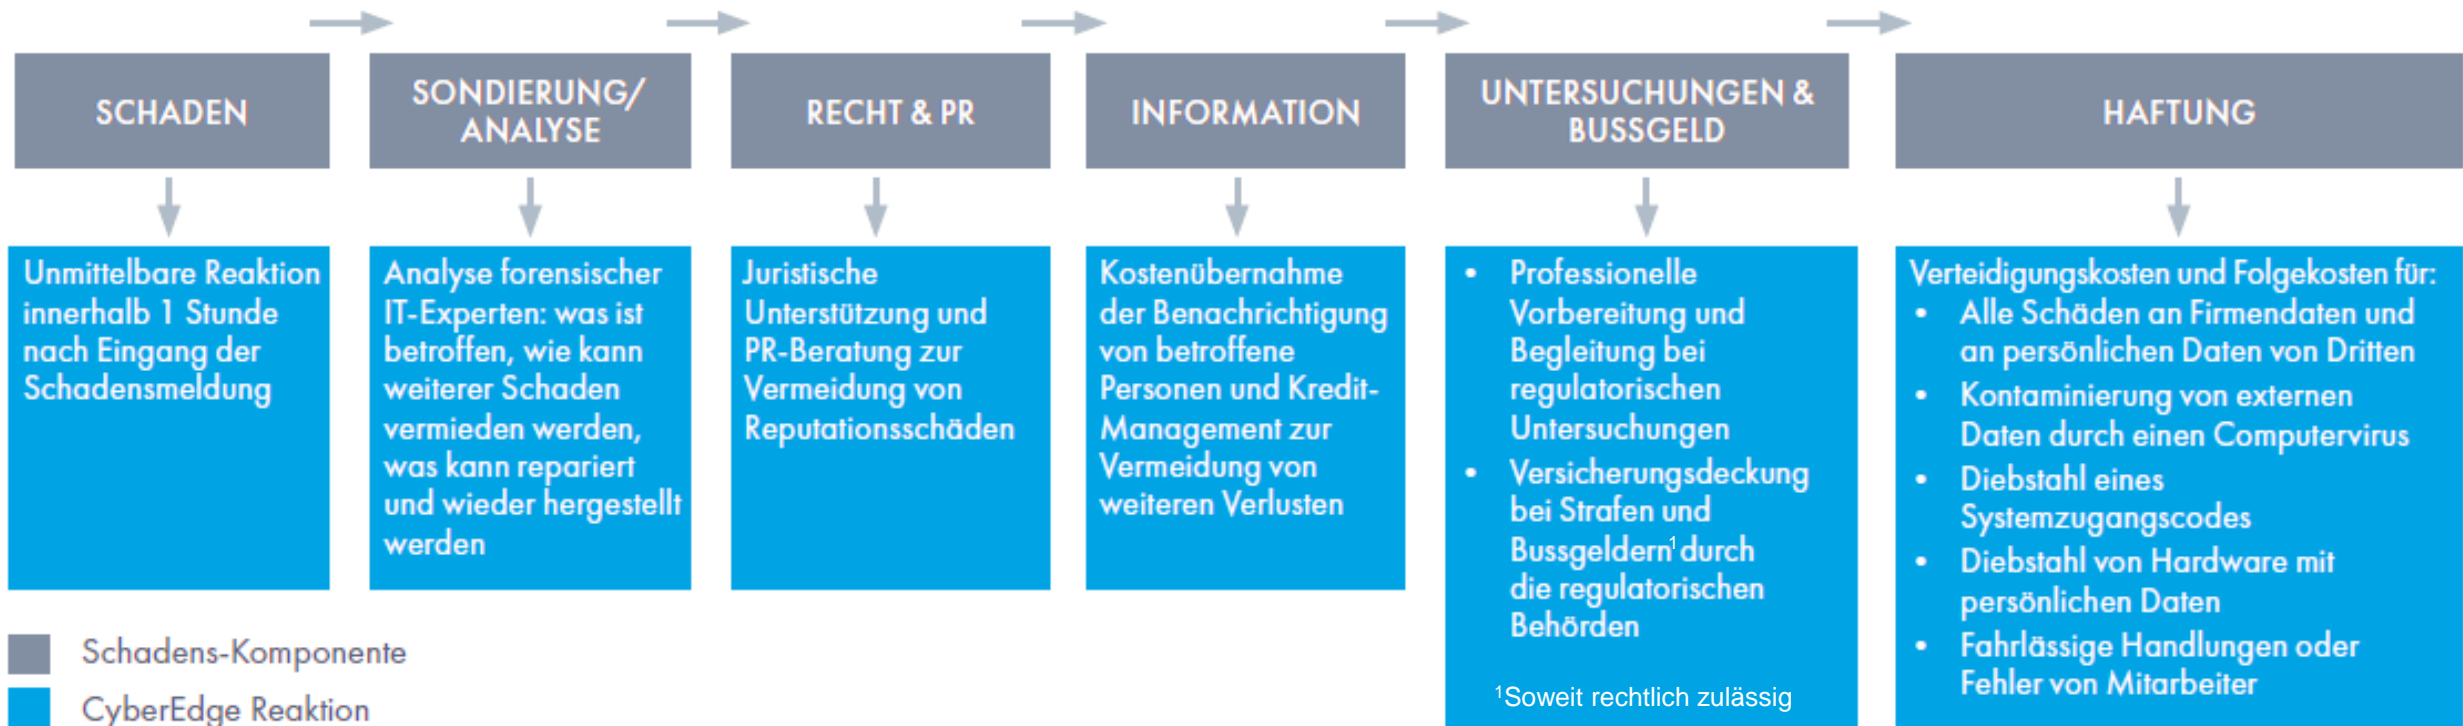 SCHADEN
Unmittelbare Reaktion
innerhalb 1 Stunde
nach Eingang der
Schadensmeldung
SONDIERUNG/
ANALYSE
Analyse forensischer
IT-Experten: was ist
betroffen, wie kann
weiterer Schaden
vermieden werden,
was kann repariert
und wieder hergestellt
werden
RECHT & PR
Juristische
Unterstützung und
PR-Beratung zur
Vermeidung von
Reputationsschäden
INFORMATION
Kostenübernahme
der Benachrichtigung
von betroffene
Personen und Kredit-
Management zur
Vermeidung von
weiteren Verlusten
UNTERSUCHUNGEN &
BUSSGELD
• Professionelle
Vorbereitung und
Begleitung bei
regulatorischen
Untersuchungen
• Versicherungsdeckung
bei Strafen und
Bussgeldern¹ durch
die regulatorischen
Behörden
¹Soweit rechtlich zulässig
HAFTUNG
Verteidigungskosten und Folgekosten für:
• Alle Schäden an Firmendaten und
an persönlichen Daten von Dritten
• Kontaminierung von externen
Daten durch einen Computervirus
• Diebstahl eines
Systemzugangscodes
• Diebstahl von Hardware mit
persönlichen Daten
• Fahrlässige Handlungen oder
Fehler von Mitarbeiter
Schadens-Komponente
CyberEdge Reaktion